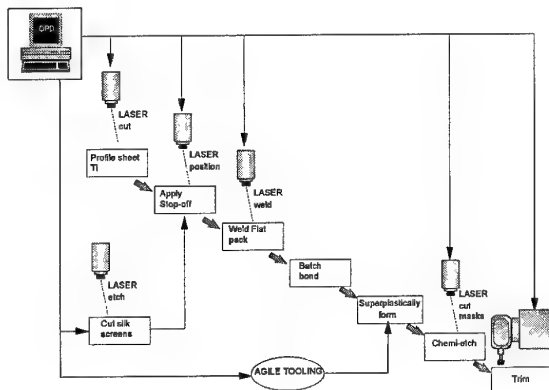 CPD
LASER
cut
Profile sheet
Ti
LASER
position
Apply
Stop-off
LASER
weld
Weld Flat
pack
LASER
etch
Cut silk
screens
Batch
bond
Superplastically
form
LASER
cut
masks
Chemi-etch
AGILE TOOLING
Trim